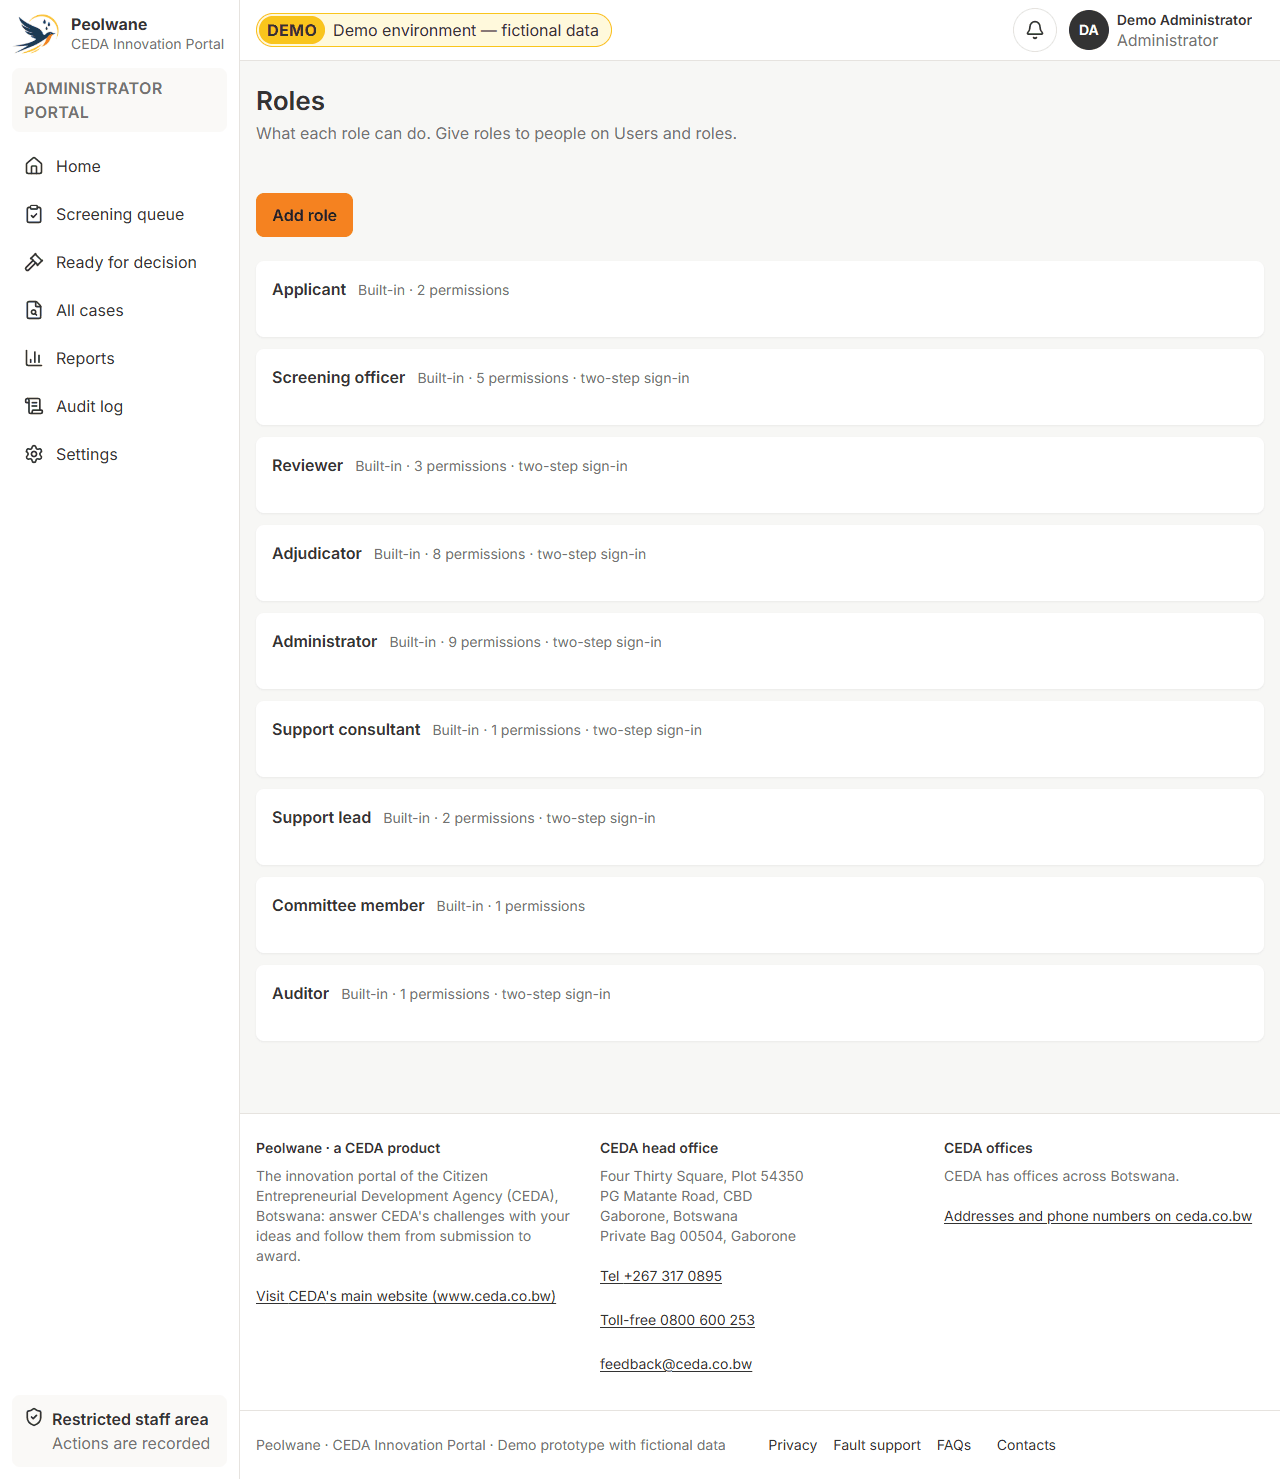 Peolwane
CEDA Innovation Portal
ADMINISTRATOR
PORTAL
Home
Screening queue
Ready for decision
All cases
Reports
Audit log
Settings
Restricted staff area
Actions are recorded
DEMO Demo environment — fictional data
DA
Demo Administrator
Administrator
Roles
What each role can do. Give roles to people on Users and roles.
Add role
Applicant Built-in · 2 permissions
Screening officer Built-in · 5 permissions · two-step sign-in
Reviewer Built-in · 3 permissions · two-step sign-in
Adjudicator Built-in · 8 permissions · two-step sign-in
Administrator Built-in · 9 permissions · two-step sign-in
Support consultant Built-in · 1 permissions · two-step sign-in
Support lead Built-in · 2 permissions · two-step sign-in
Committee member Built-in · 1 permissions
Auditor Built-in · 1 permissions · two-step sign-in
Peolwane · a CEDA product
The innovation portal of the Citizen
Entrepreneurial Development Agency (CEDA),
Botswana: answer CEDA's challenges with your
ideas and follow them from submission to
award.
Visit CEDA's main website (www.ceda.co.bw)
CEDA head office
Four Thirty Square, Plot 54350
PG Matante Road, CBD
Gaborone, Botswana
Private Bag 00504, Gaborone
Tel +267 317 0895
Toll-free 0800 600 253
feedback@ceda.co.bw
CEDA offices
CEDA has offices across Botswana.
Addresses and phone numbers on ceda.co.bw
Peolwane · CEDA Innovation Portal · Demo prototype with fictional data
Privacy Fault support FAQs Contacts